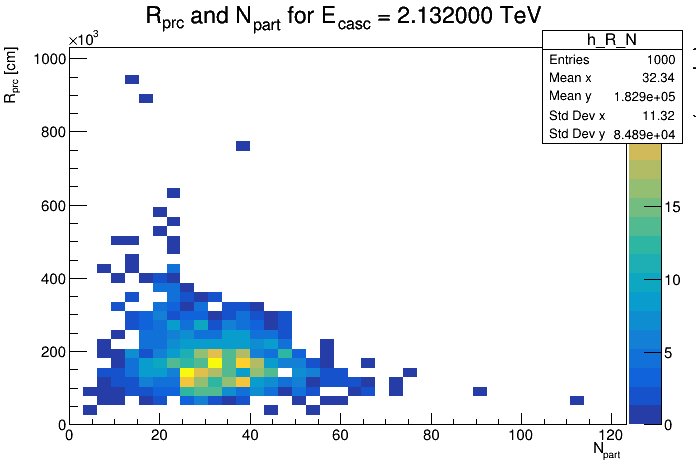 R_prc and N_part for E_casc = 2.132000 TeV
×10³
R_prc [cm]
h_R_N
Entries 1000
Mean x 32.34
Mean y 1.829e+05
Std Dev x 11.32
Std Dev y 8.489e+04
1000
800
600
400
200
0
15
10
5
0
0 20 40 60 80 100 120
N_part